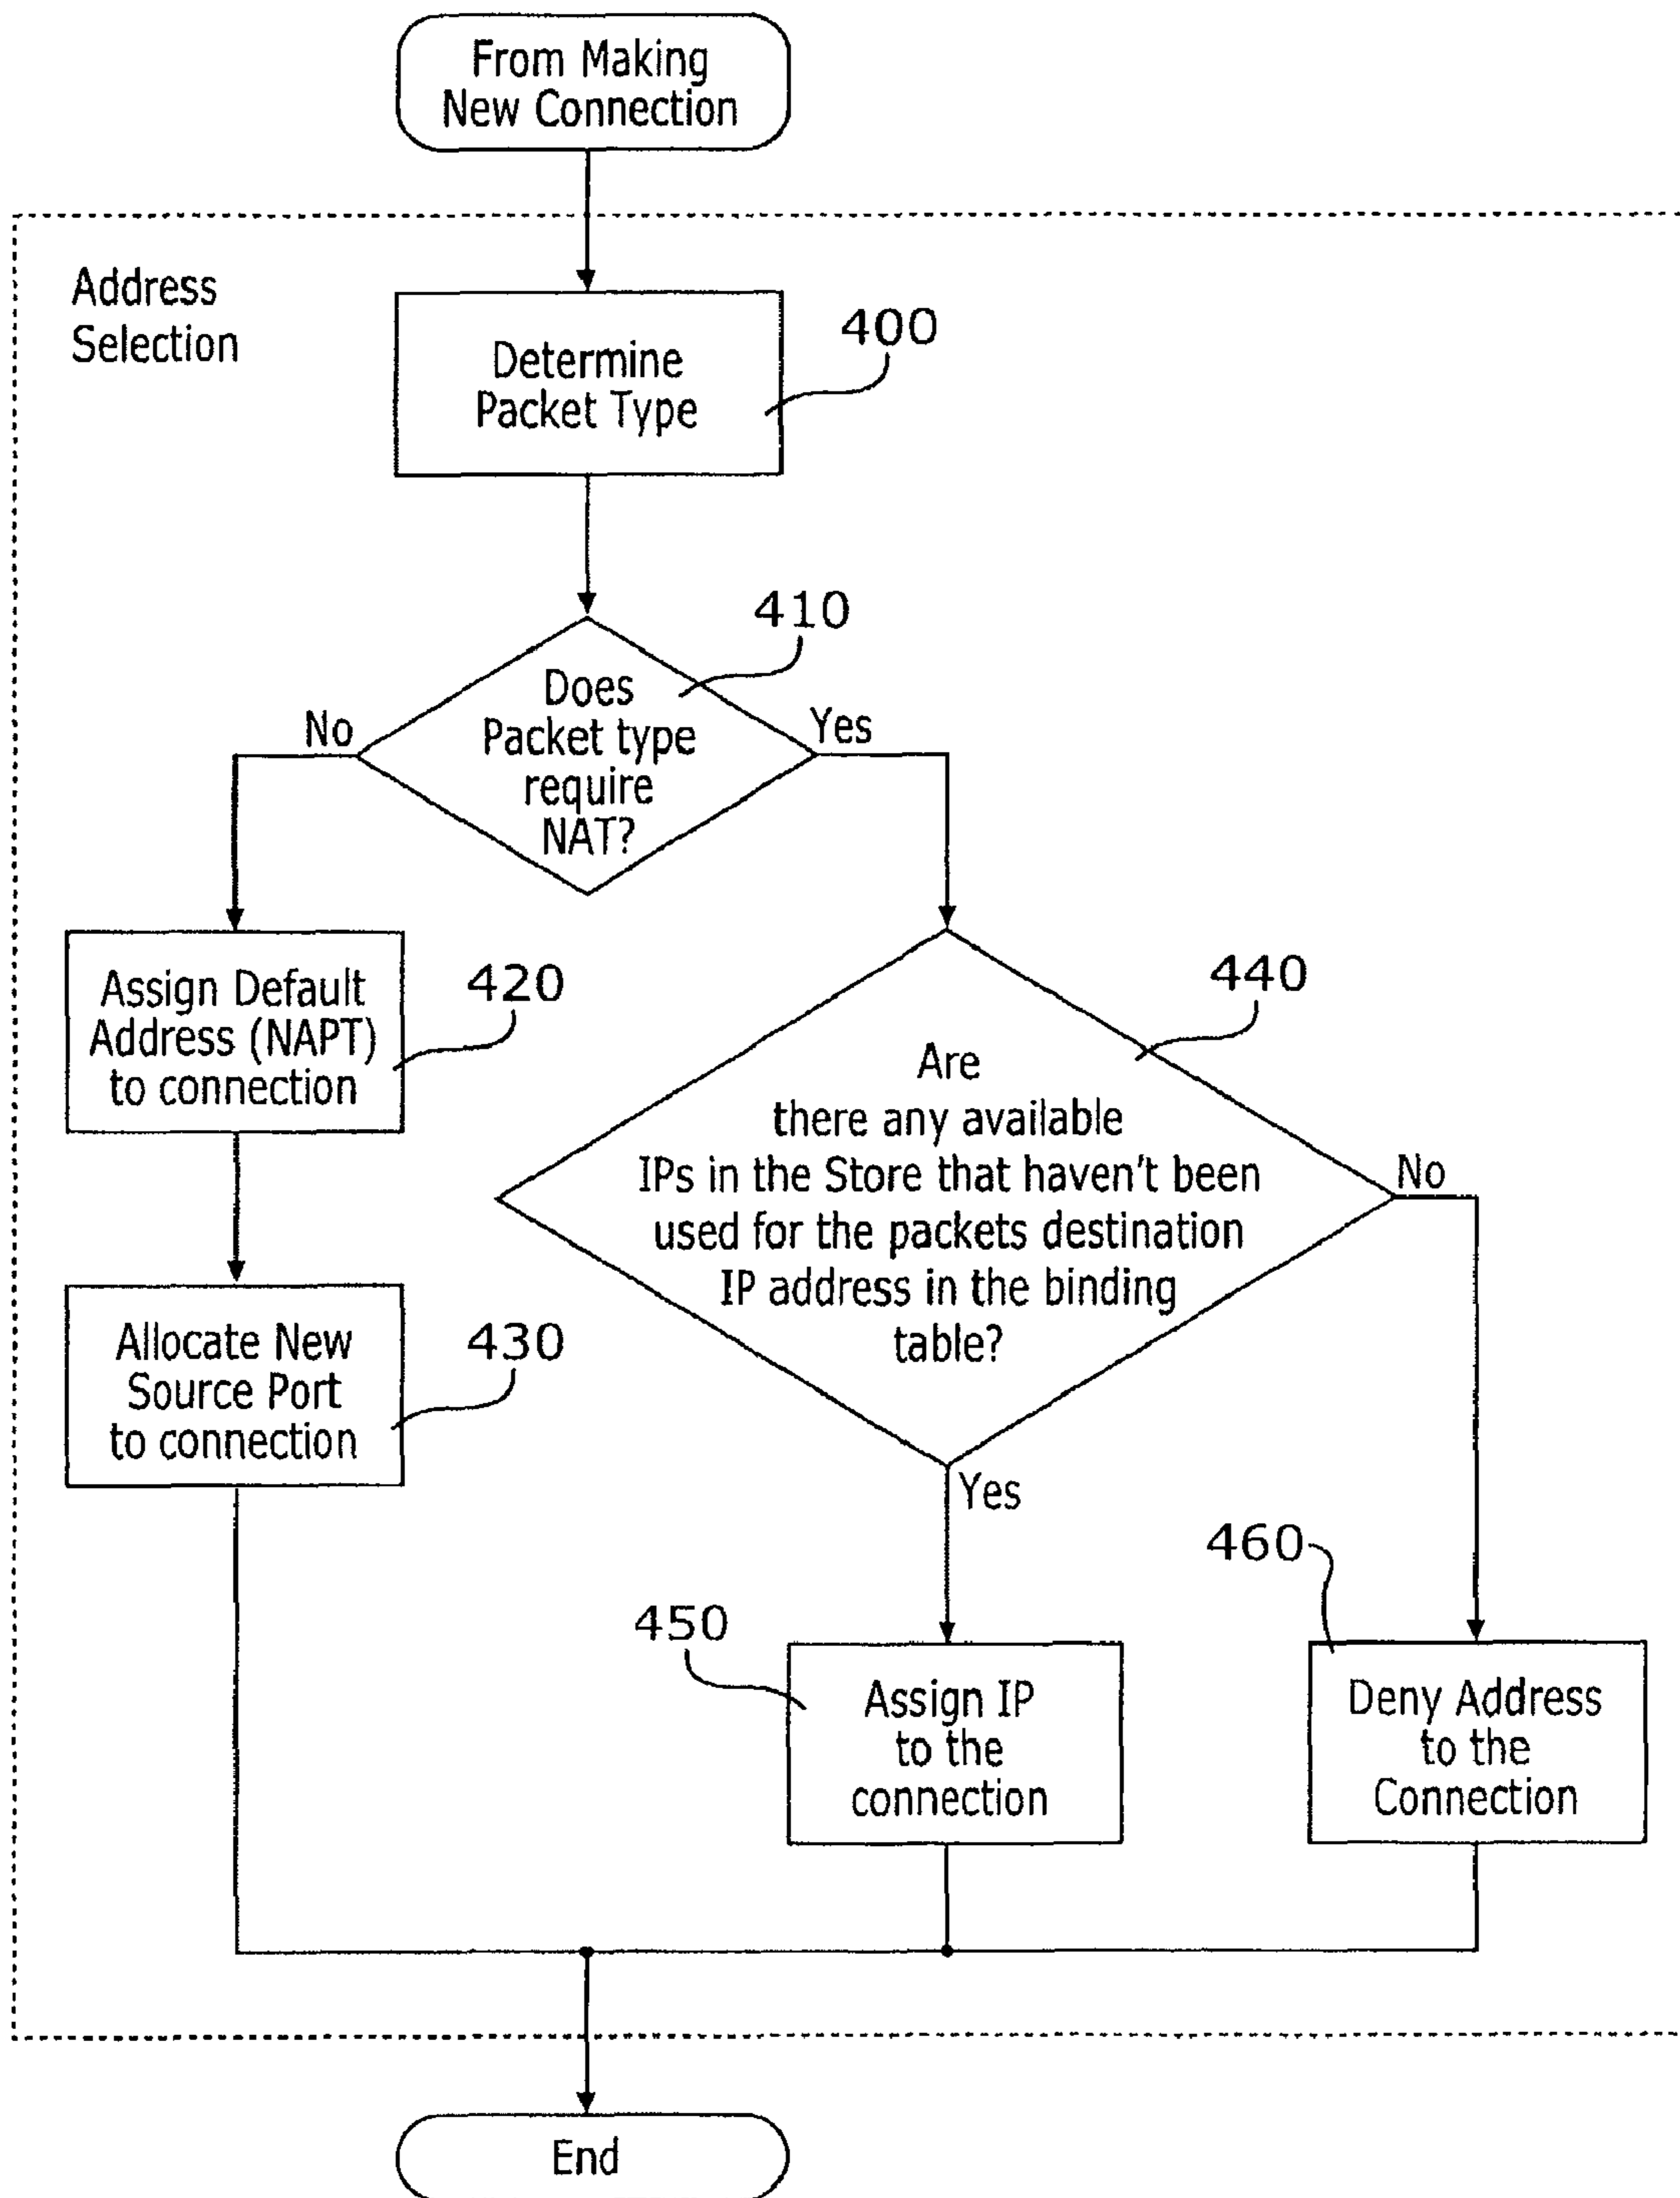 From Making
New Connection
Address
Selection
Determine
Packet Type
400
Does
Packet type
require
NAT?
410
No
Yes
Assign Default
Address (NAPT)
to connection
420
Are
there any available
IPs in the Store that haven't been
used for the packets destination
IP address in the binding
table?
440
No
Allocate New
Source Port
to connection
430
Yes
450
Assign IP
to the
connection
460
Deny Address
to the
Connection
End